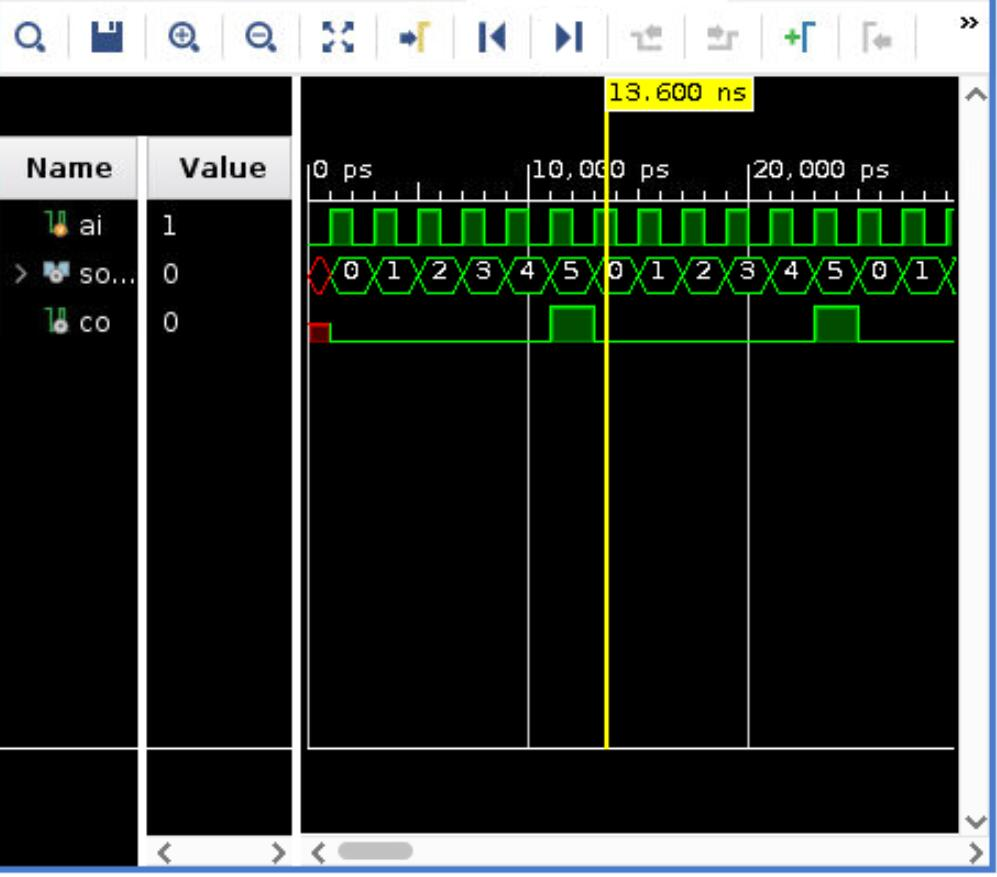 »
13.600 ns
Name
Value
0 ps
10,000 ps
20,000 ps
ai
1
so...
0
0 1 2 3 4 5 0 1 2 3 4 5 0 1
co
0